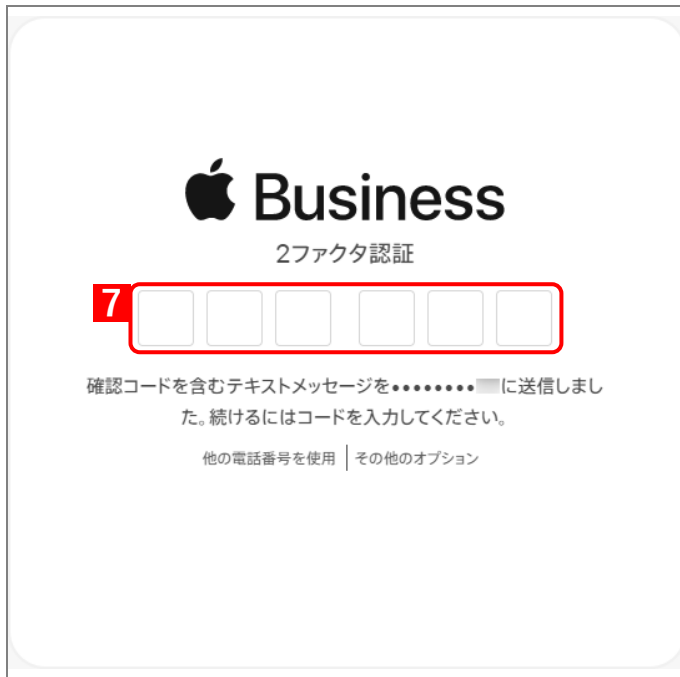 Business
2ファクタ認証
7
確認コードを含むテキストメッセージを••••••••• に送信しまし
た。続けるにはコードを入力してください。
他の電話番号を使用 | その他のオプション